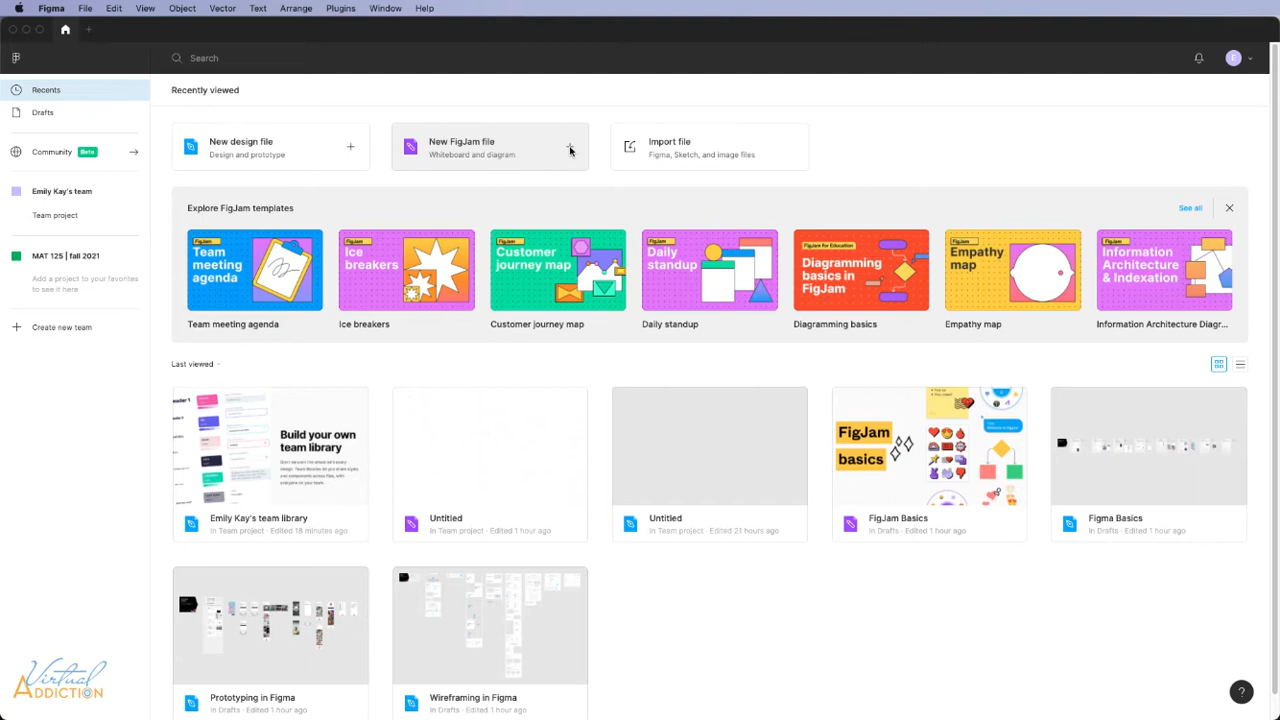 Figma File Edit View Object Vector Text Arrange Plugins Window Help
Search
Recents
Drafts
Community Beta
Emily Kay's team
Team project
MAT 125 | fall 2021
Add a project to your favorites
to see it here
Create new team
Recently viewed
New design file
Design and prototype
New FigJam file
Whiteboard and diagram
Import file
Figma, Sketch, and image files
Explore FigJam templates
See all
FigJam
Team
meeting
agenda
FigJam
Ice
breakers
FigJam
Customer
journey map
FigJam
Daily
standup
FigJam for Education
Diagramming
basics in
FigJam
FigJam
Empathy
map
FigJam
Information
Architecture
& Indexation
Team meeting agenda
Ice breakers
Customer journey map
Daily standup
Diagramming basics
Empathy map
Information Architecture Diagr...
Last viewed
Build your own
team library
Emily Kay's team library
In Team project · Edited 18 minutes ago
Untitled
In Team project · Edited 1 hour ago
Untitled
In Team project · Edited 21 hours ago
FigJam
basics
FigJam Basics
In Drafts · Edited 1 hour ago
Figma Basics
In Drafts · Edited 1 hour ago
Prototyping in Figma
In Drafts · Edited 1 hour ago
Wireframing in Figma
In Drafts · Edited 1 hour ago
Virtual
ADDICTION
?